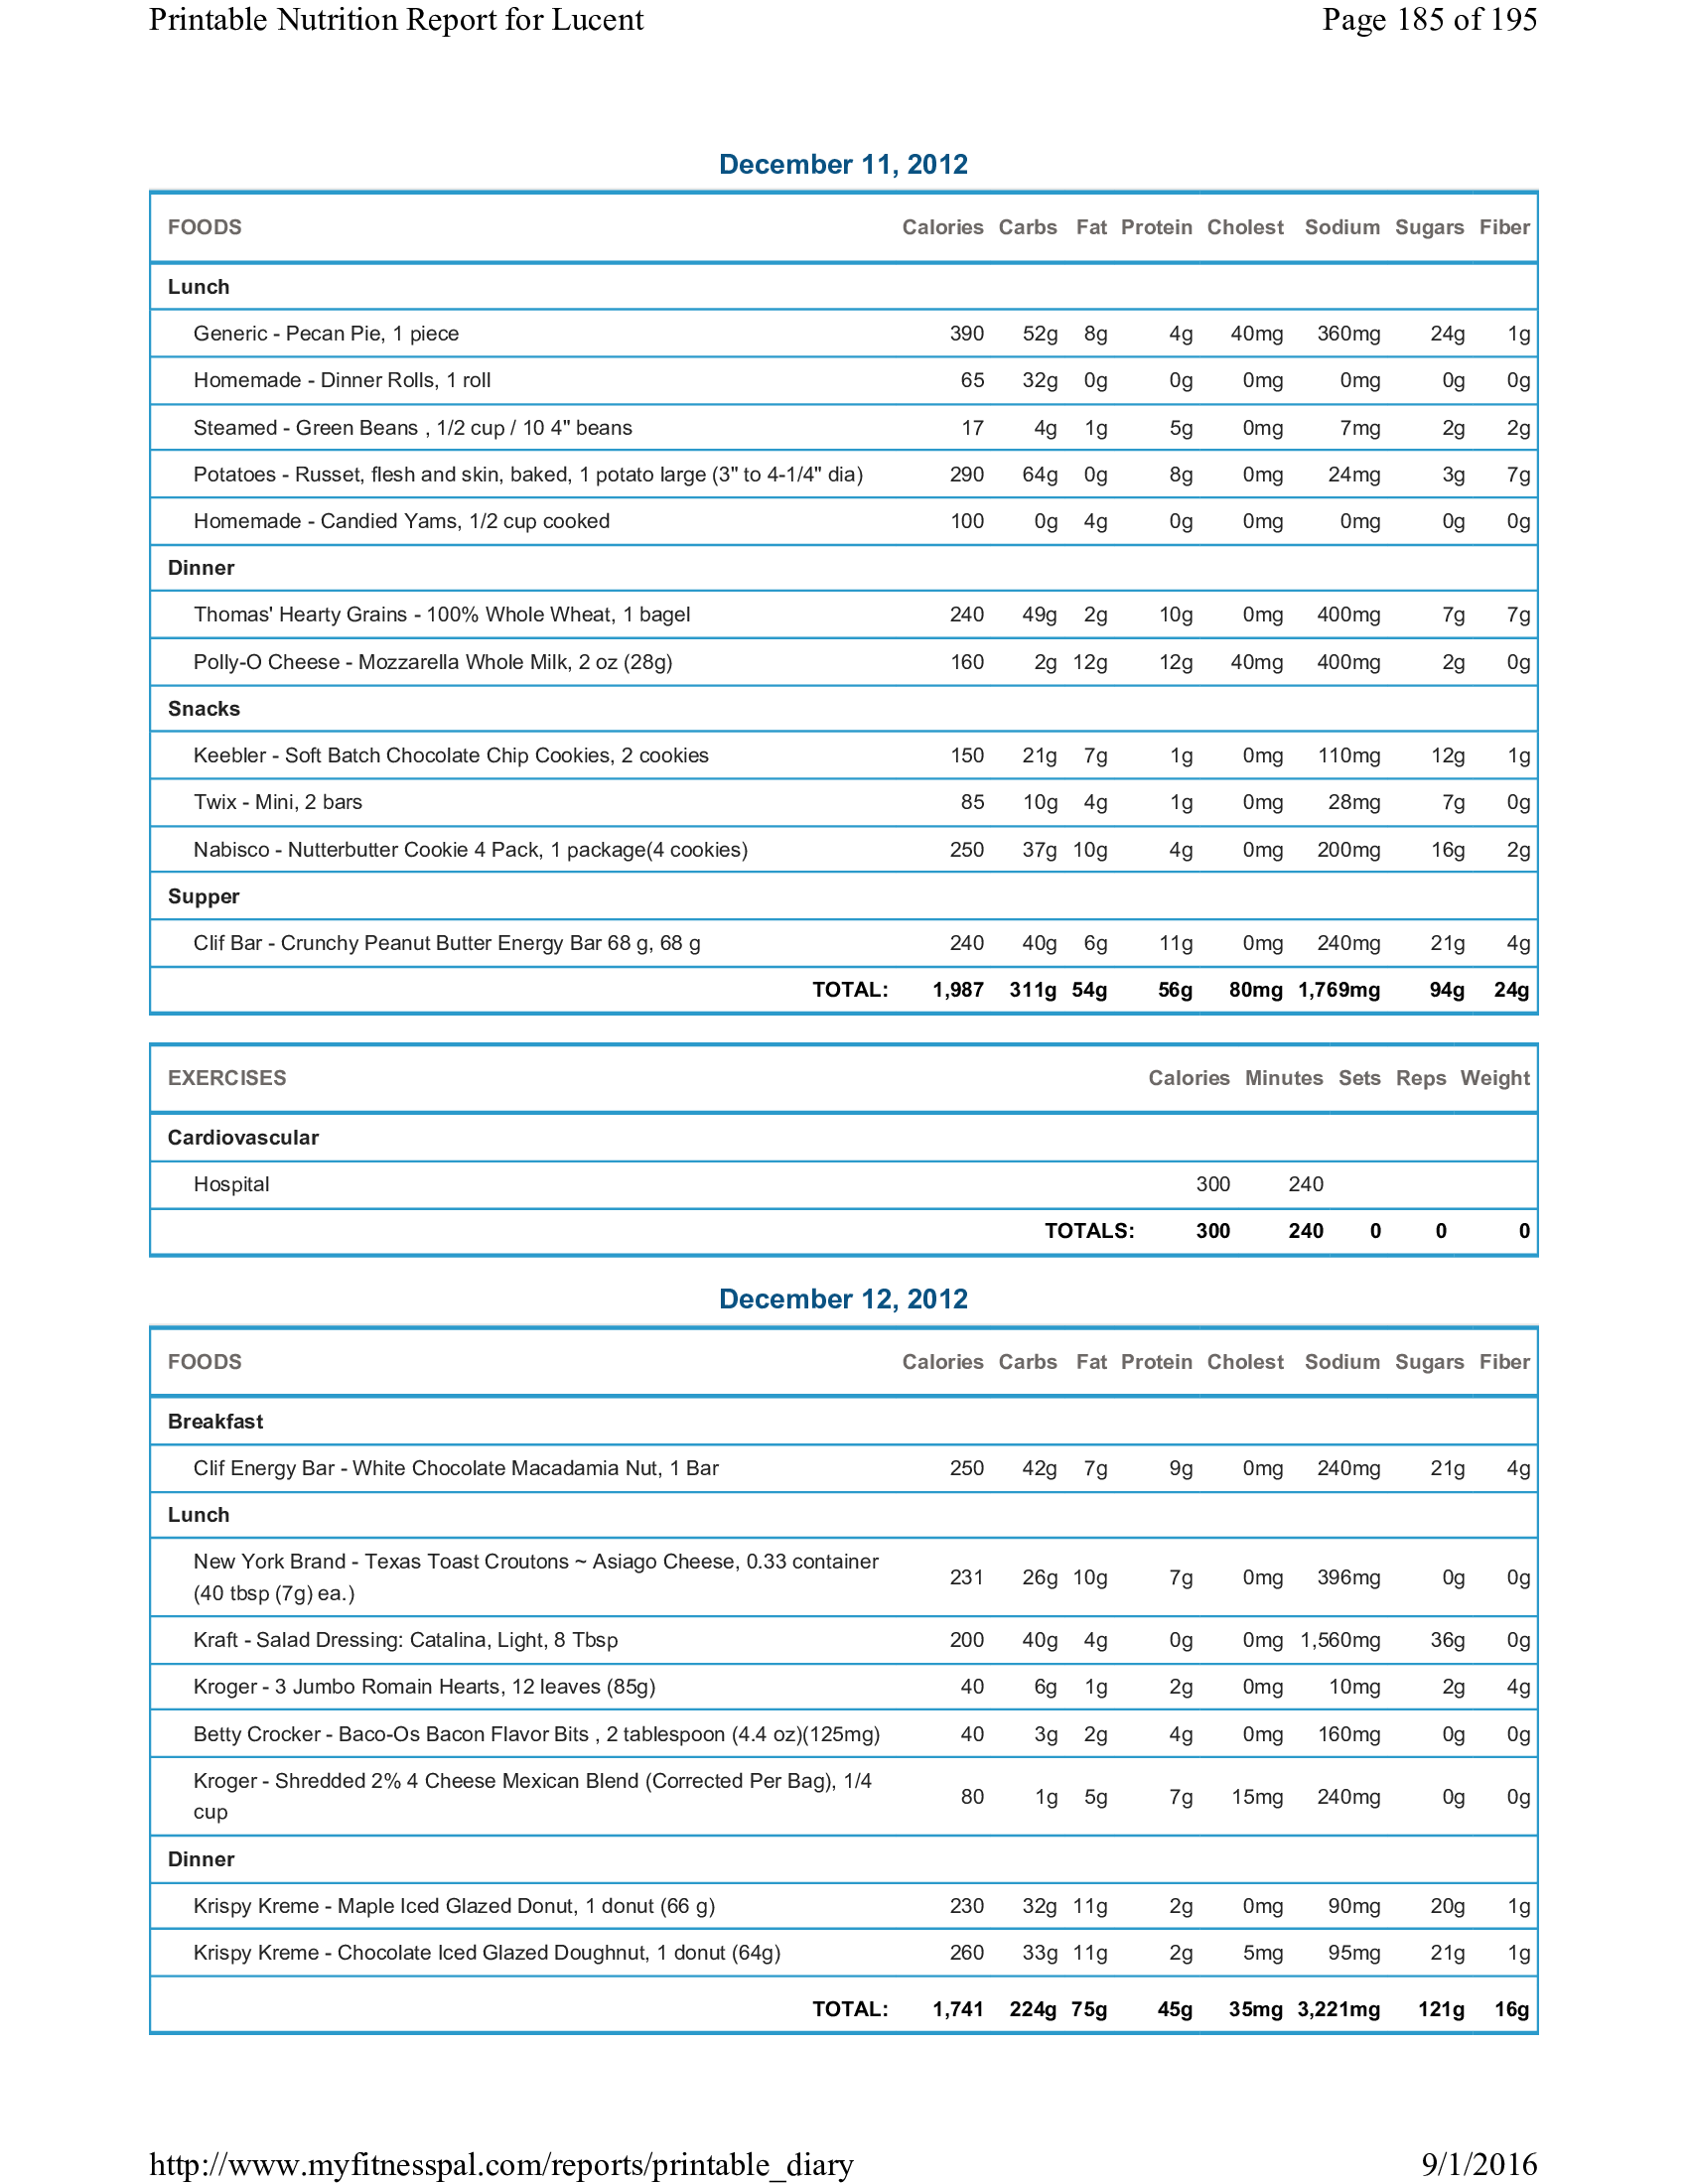 Printable Nutrition Report for Lucent Page 185 of 195
December 11, 2012
FOODS Calories Carbs Fat Protein Cholest Sodium Sugars Fiber
Lunch
Generic - Pecan Pie, 1 piece 390 52g 8g 4g 40mg 360mg 24g 1g
Homemade - Dinner Rolls, 1 roll 65 32g 0g 0g 0mg 0mg 0g 0g
Steamed - Green Beans , 1/2 cup / 10 4" beans 17 4g 1g 5g 0mg 7mg 2g 2g
Potatoes - Russet, flesh and skin, baked, 1 potato large (3" to 4-1/4" dia) 290 64g 0g 8g 0mg 24mg 3g 7g
Homemade - Candied Yams, 1/2 cup cooked 100 0g 4g 0g 0mg 0mg 0g 0g
Dinner
Thomas' Hearty Grains - 100% Whole Wheat, 1 bagel 240 49g 2g 10g 0mg 400mg 7g 7g
Polly-O Cheese - Mozzarella Whole Milk, 2 oz (28g) 160 2g 12g 12g 40mg 400mg 2g 0g
Snacks
Keebler - Soft Batch Chocolate Chip Cookies, 2 cookies 150 21g 7g 1g 0mg 110mg 12g 1g
Twix - Mini, 2 bars 85 10g 4g 1g 0mg 28mg 7g 0g
Nabisco - Nutterbutter Cookie 4 Pack, 1 package(4 cookies) 250 37g 10g 4g 0mg 200mg 16g 2g
Supper
Clif Bar - Crunchy Peanut Butter Energy Bar 68 g, 68 g 240 40g 6g 11g 0mg 240mg 21g 4g
TOTAL: 1,987 311g 54g 56g 80mg 1,769mg 94g 24g
EXERCISES Calories Minutes Sets Reps Weight
Cardiovascular
Hospital 300 240
TOTALS: 300 240 0 0 0
December 12, 2012
FOODS Calories Carbs Fat Protein Cholest Sodium Sugars Fiber
Breakfast
Clif Energy Bar - White Chocolate Macadamia Nut, 1 Bar 250 42g 7g 9g 0mg 240mg 21g 4g
Lunch
New York Brand - Texas Toast Croutons ~ Asiago Cheese, 0.33 container
(40 tbsp (7g) ea.) 231 26g 10g 7g 0mg 396mg 0g 0g
Kraft - Salad Dressing: Catalina, Light, 8 Tbsp 200 40g 4g 0g 0mg 1,560mg 36g 0g
Kroger - 3 Jumbo Romain Hearts, 12 leaves (85g) 40 6g 1g 2g 0mg 10mg 2g 4g
Betty Crocker - Baco-Os Bacon Flavor Bits , 2 tablespoon (4.4 oz)(125mg) 40 3g 2g 4g 0mg 160mg 0g 0g
Kroger - Shredded 2% 4 Cheese Mexican Blend (Corrected Per Bag), 1/4
cup 80 1g 5g 7g 15mg 240mg 0g 0g
Dinner
Krispy Kreme - Maple Iced Glazed Donut, 1 donut (66 g) 230 32g 11g 2g 0mg 90mg 20g 1g
Krispy Kreme - Chocolate Iced Glazed Doughnut, 1 donut (64g) 260 33g 11g 2g 5mg 95mg 21g 1g
TOTAL: 1,741 224g 75g 45g 35mg 3,221mg 121g 16g
http://www.myfitnesspal.com/reports/printable_diary 9/1/2016